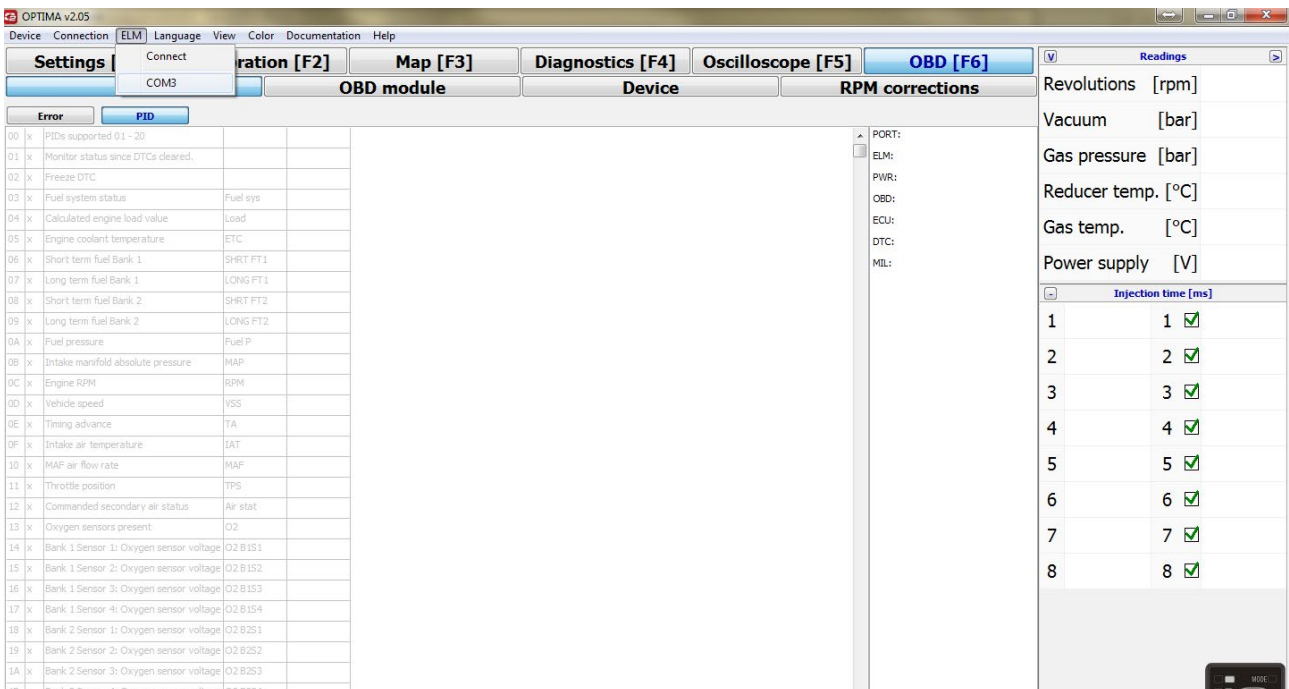 OPTIMA v2.05
Device Connection ELM Language View Color Documentation Help
Connect
COM3
Settings [ ration [F2] Map [F3] Diagnostics [F4] Oscilloscope [F5] OBD [F6]
OBD module Device RPM corrections
Error PID
00 x PIDs supported 01 - 20
01 x Monitor status since DTCs cleared.
02 x Freeze DTC
03 x Fuel system status Fuel sys
04 x Calculated engine load value Load
05 x Engine coolant temperature ETC
06 x Short term fuel Bank 1 SHRT FT1
07 x Long term fuel Bank 1 LONG FT1
08 x Short term fuel Bank 2 SHRT FT2
09 x Long term fuel Bank 2 LONG FT2
0A x Fuel pressure Fuel P
0B x Intake manifold absolute pressure MAP
0C x Engine RPM RPM
0D x Vehicle speed VSS
0E x Timing advance TA
0F x Intake air temperature IAT
10 x MAF air flow rate MAF
11 x Throttle position TPS
12 x Commanded secondary air status Air stat
13 x Oxygen sensors present O2
14 x Bank 1 Sensor 1: Oxygen sensor voltage O2 B1S1
15 x Bank 1 Sensor 2: Oxygen sensor voltage O2 B1S2
16 x Bank 1 Sensor 3: Oxygen sensor voltage O2 B1S3
17 x Bank 1 Sensor 4: Oxygen sensor voltage O2 B1S4
18 x Bank 2 Sensor 1: Oxygen sensor voltage O2 B2S1
19 x Bank 2 Sensor 2: Oxygen sensor voltage O2 B2S2
1A x Bank 2 Sensor 3: Oxygen sensor voltage O2 B2S3
PORT:
ELM:
PWR:
OBD:
ECU:
DTC:
MIL:
V Readings >
Revolutions [rpm]
Vacuum [bar]
Gas pressure [bar]
Reducer temp. [°C]
Gas temp. [°C]
Power supply [V]
- Injection time [ms]
1 1
2 2
3 3
4 4
5 5
6 6
7 7
8 8
MODE